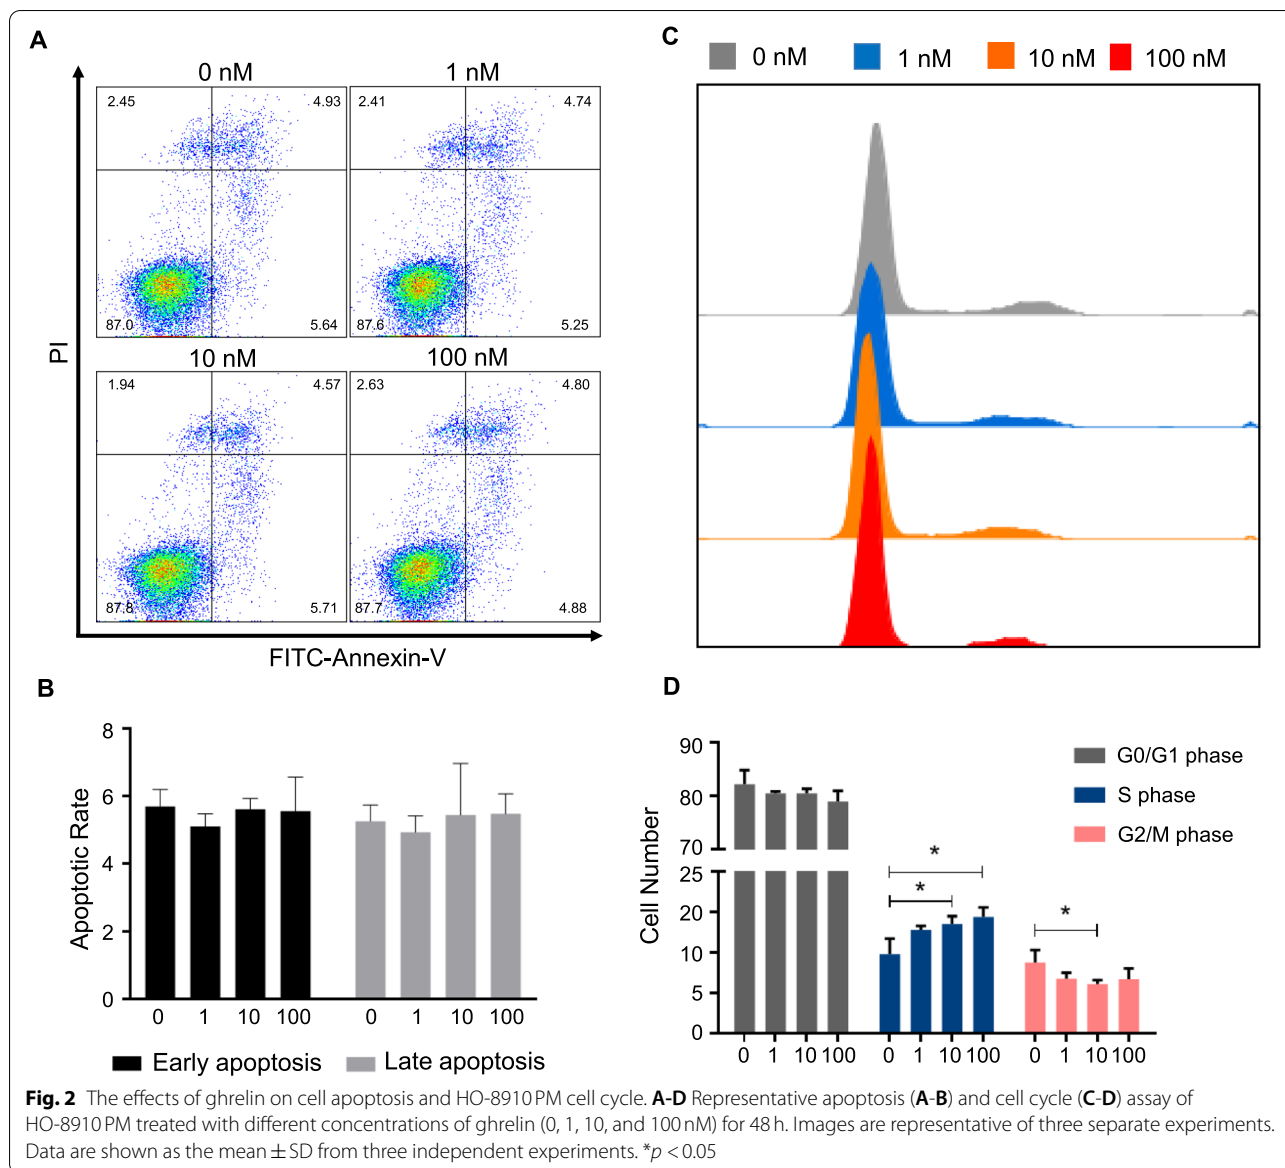 A
0 nM
1 nM
2.45
4.93
2.41
4.74
87.0
5.64
87.6
5.25
10 nM
100 nM
1.94
4.57
2.63
4.80
87.8
5.71
87.7
4.88
PI
FITC-Annexin-V
B
8
6
4
2
0
Apoptotic Rate
0 1 10 100 0 1 10 100
Early apoptosis Late apoptosis
C
0 nM 1 nM 10 nM 100 nM
D
90
80
70
25
20
10
5
0
Cell Number
G0/G1 phase
S phase
G2/M phase
*
*
*
0 1 10 100 0 1 10 100 0 1 10 100
Fig. 2 The effects of ghrelin on cell apoptosis and HO-8910 PM cell cycle. A-D Representative apoptosis (A-B) and cell cycle (C-D) assay of
HO-8910 PM treated with different concentrations of ghrelin (0, 1, 10, and 100 nM) for 48 h. Images are representative of three separate experiments.
Data are shown as the mean ± SD from three independent experiments. *p < 0.05